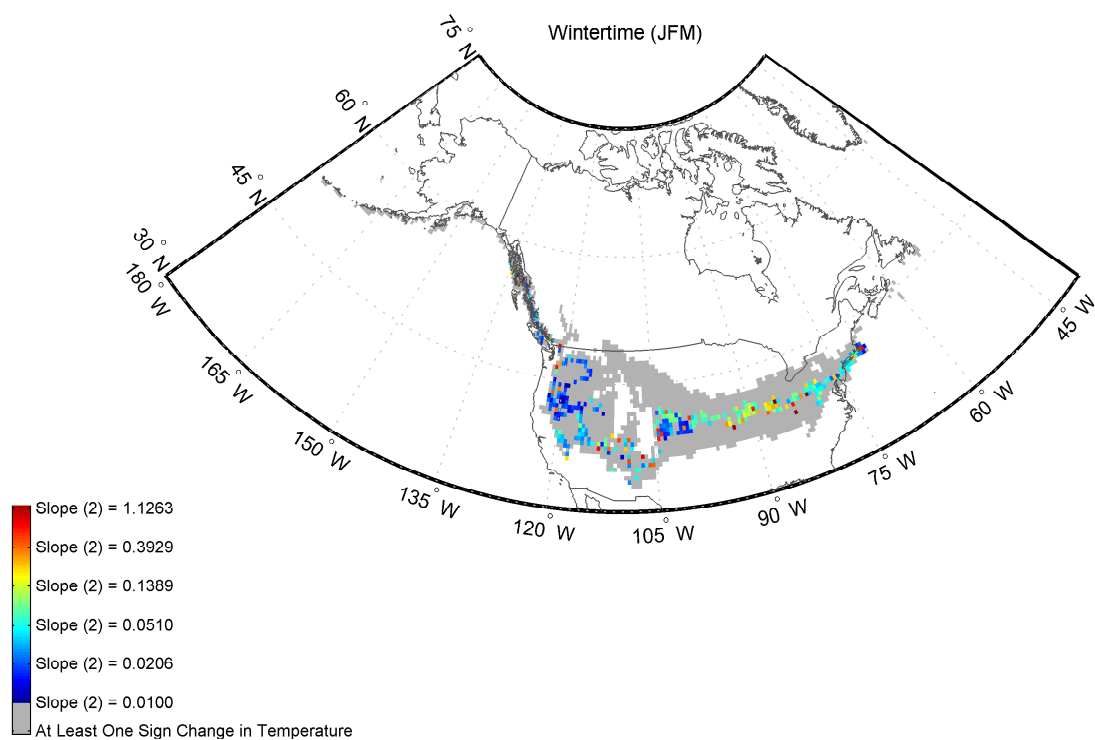 Wintertime (JFM)
75° N
60° N
45° N
30° N
180° W
165° W
150° W
135° W
120° W
105° W
90° W
75° W
60° W
45° W
Slope (2) = 1.1263
Slope (2) = 0.3929
Slope (2) = 0.1389
Slope (2) = 0.0510
Slope (2) = 0.0206
Slope (2) = 0.0100
At Least One Sign Change in Temperature